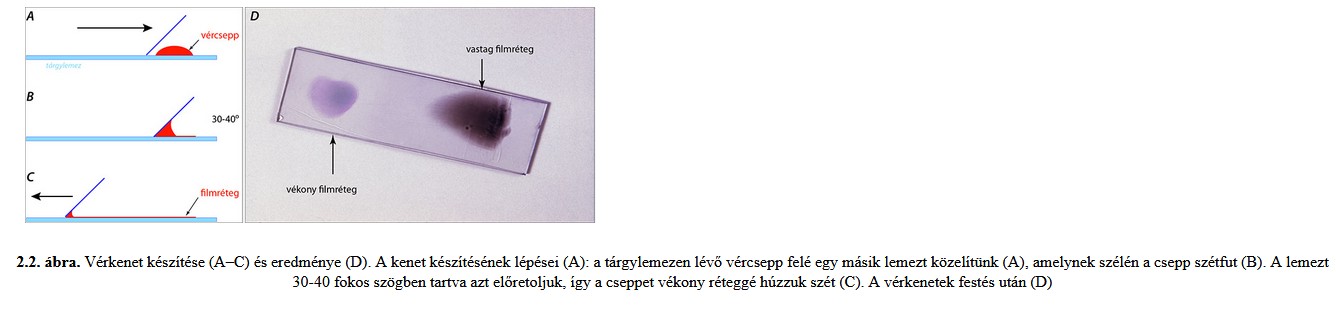 A
vércsepp
tárgylemez
B
30-40°
C
filmréteg
D
vastag filmréteg
vékony filmréteg
2.2. ábra. Vérkenet készítése (A–C) és eredménye (D). A kenet készítésének lépései (A): a tárgylemezen lévő vércsepp felé egy másik lemezt közelítünk (A), amelynek szélén a csepp szétfut (B). A lemezt
30-40 fokos szögben tartva azt előretoljuk, így a cseppet vékony réteggé húzzuk szét (C). A vérkenetek festés után (D)